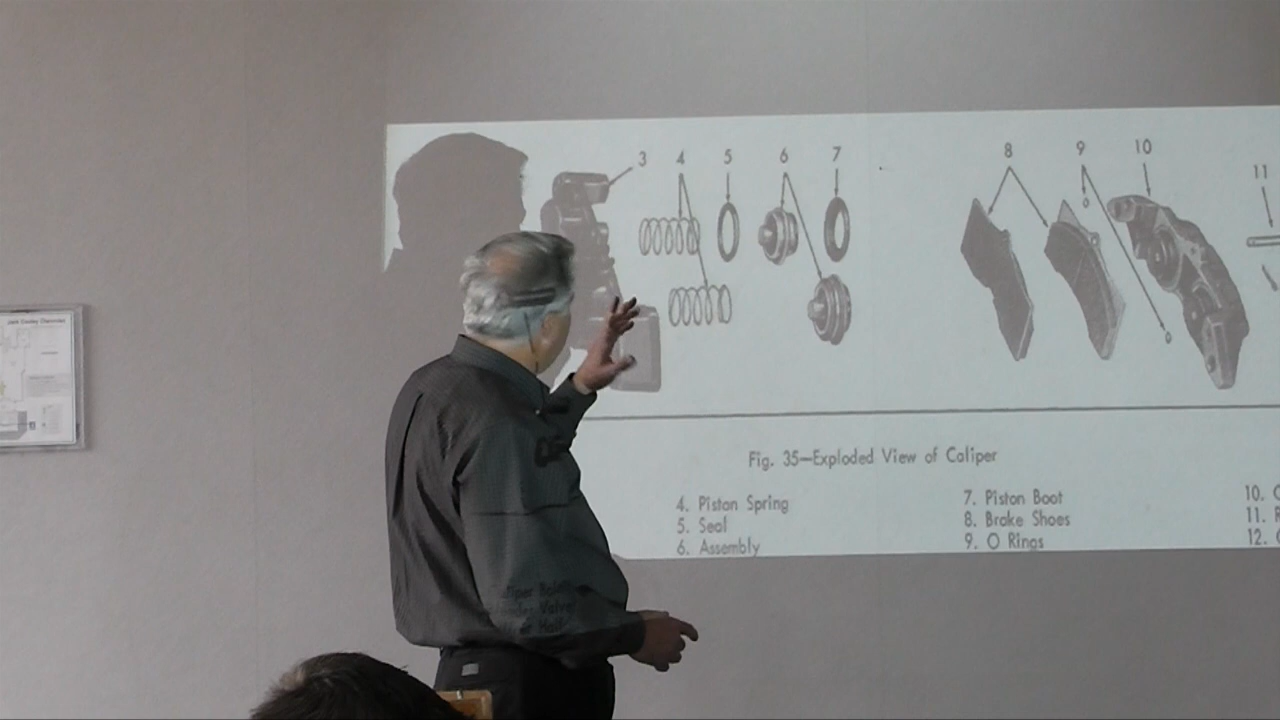 3 4 5 6 7 8 9 10 11
Fig. 35—Exploded View of Caliper
4. Piston Spring
5. Seal
6. Assembly
7. Piston Boot
8. Brake Shoes
9. O Rings
10.
11.
12.